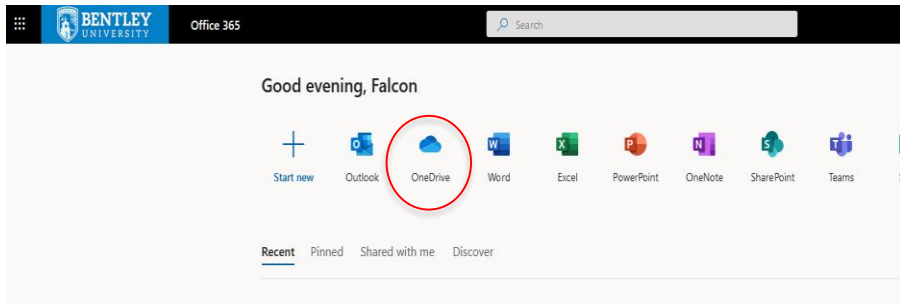 BENTLEY
UNIVERSITY
Office 365
Search
Good evening, Falcon
Start new Outlook OneDrive Word Excel PowerPoint OneNote SharePoint Teams
Recent Pinned Shared with me Discover